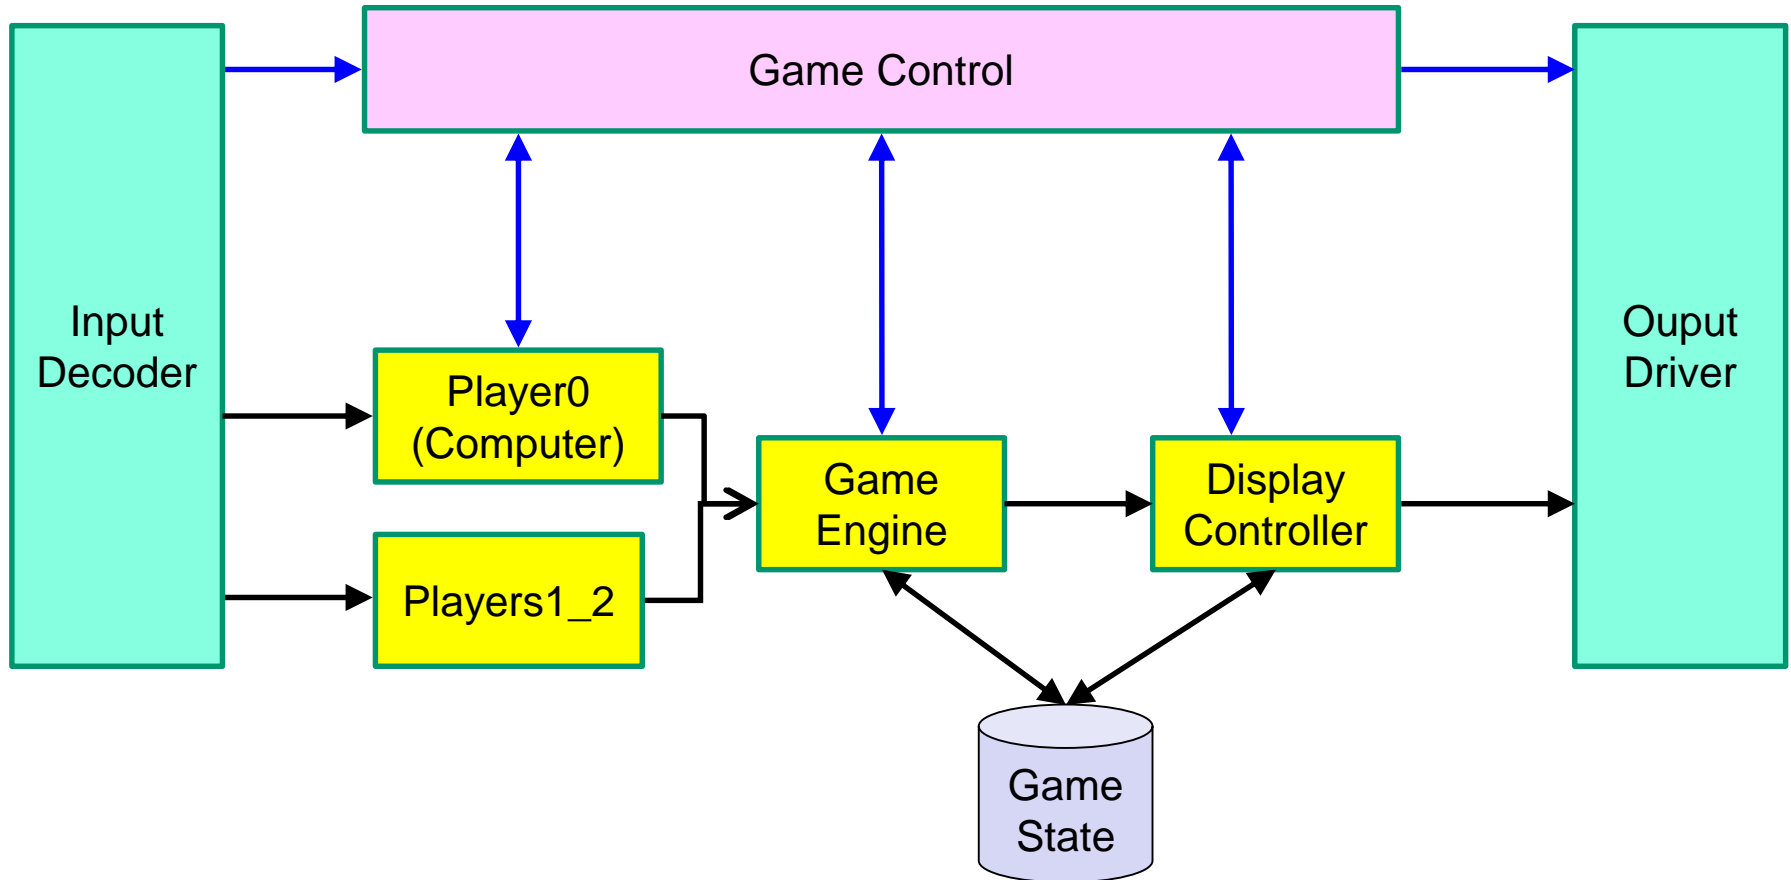 Game Control
Input
Decoder
Ouput
Driver
Player0
(Computer)
Game
Engine
Display
Controller
Players1_2
Game
State